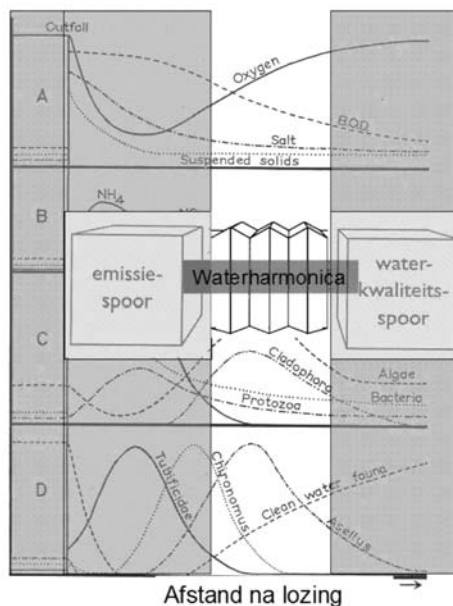 Outfall
A
Oxygen
BOD
Salt
Suspended solids
B
NH4
emissie-
spoor
Waterharmonica
water-
kwaliteits-
spoor
C
Cladophora
Algae
Bacteria
Protozoa
D
Tubificidae
Chironomus
Asellus
Clean water fauna
Afstand na lozing